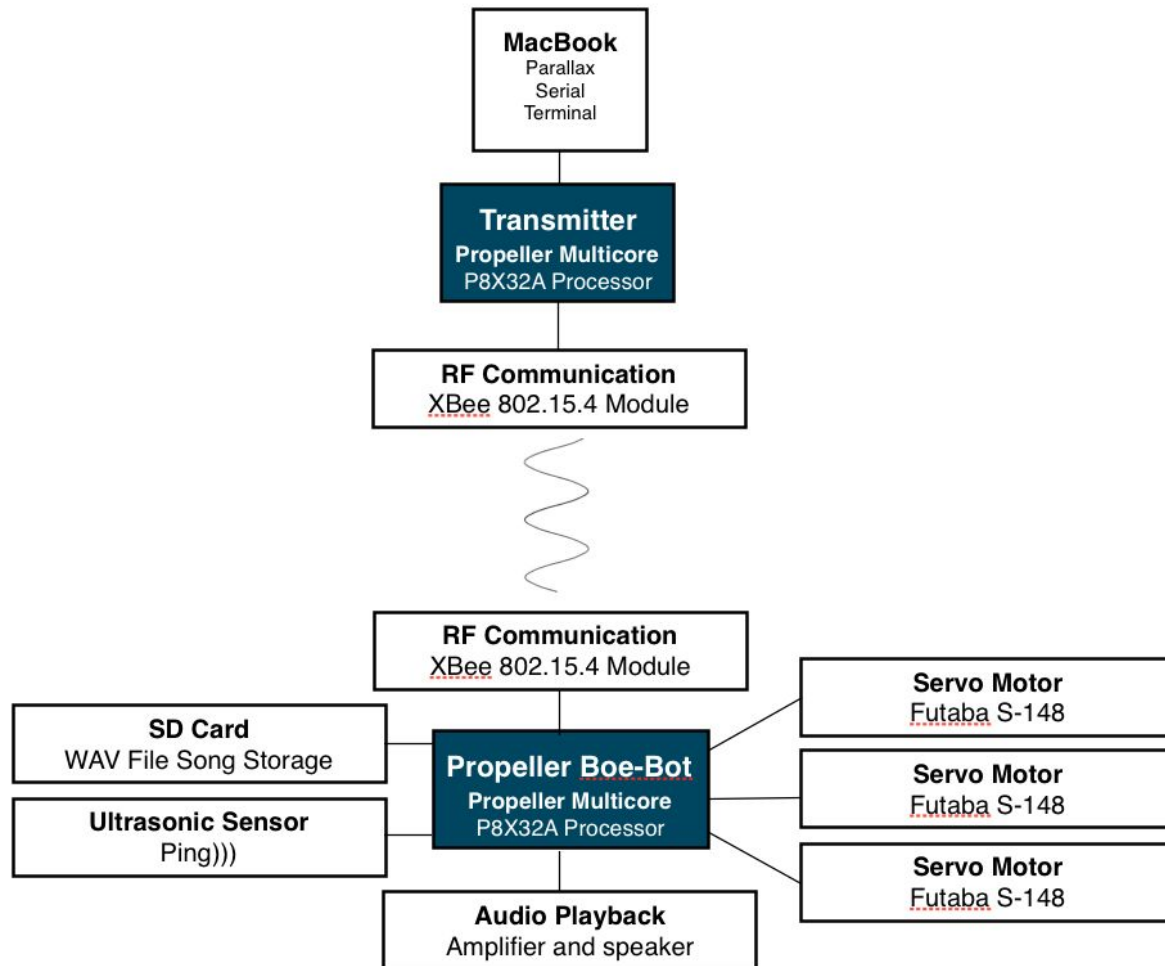 MacBook
Parallax
Serial
Terminal
Transmitter
Propeller Multicore
P8X32A Processor
RF Communication
XBee 802.15.4 Module
RF Communication
XBee 802.15.4 Module
SD Card
WAV File Song Storage
Ultrasonic Sensor
Ping)))
Propeller Boe-Bot
Propeller Multicore
P8X32A Processor
Servo Motor
Futaba S-148
Servo Motor
Futaba S-148
Servo Motor
Futaba S-148
Audio Playback
Amplifier and speaker